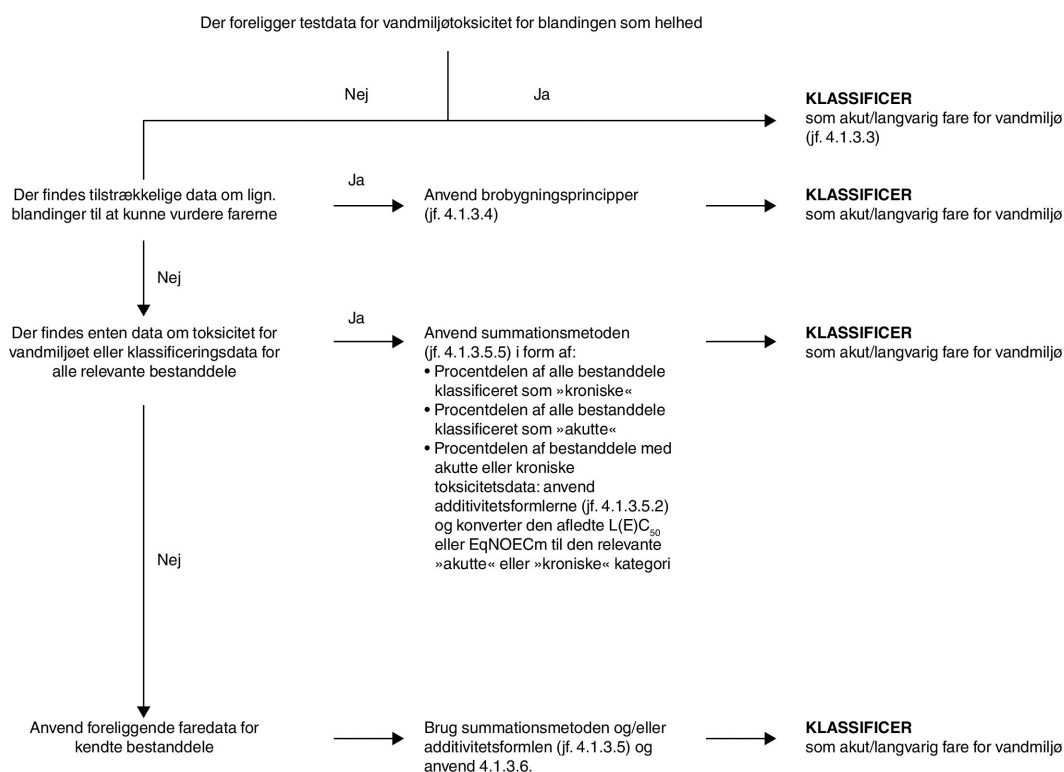 Der foreligger testdata for vandmiljøtoksicitet for blandingen som helhed
Nej
Ja
KLASSIFICER
som akut/langvarig fare for vandmiljø
(jf. 4.1.3.3)
Der findes tilstrækkelige data om lign.
blandinger til at kunne vurdere farerne
Ja
Anvend brobygningsprincipper
(jf. 4.1.3.4)
KLASSIFICER
som akut/langvarig fare for vandmiljø
Nej
Der findes enten data om toksicitet for
vandmiljøet eller klassificeringsdata for
alle relevante bestanddele
Ja
Anvend summationsmetoden
(jf. 4.1.3.5.5) i form af:
• Procentdelen af alle bestanddele
klassificeret som »kroniske«
• Procentdelen af alle bestanddele
klassificeret som »akutte«
• Procentdelen af bestanddele med
akutte eller kroniske
toksicitetsdata: anvend
additivitetsformlerne (jf. 4.1.3.5.2)
og konverter den afledte L(E)C50
eller EqNOECm til den relevante
»akutte« eller »kroniske« kategori
KLASSIFICER
som akut/langvarig fare for vandmiljø
Nej
Anvend foreliggende faredata for
kendte bestanddele
Brug summationsmetoden og/eller
additivitetsformlen (jf. 4.1.3.5) og
anvend 4.1.3.6.
KLASSIFICER
som akut/langvarig fare for vandmiljø